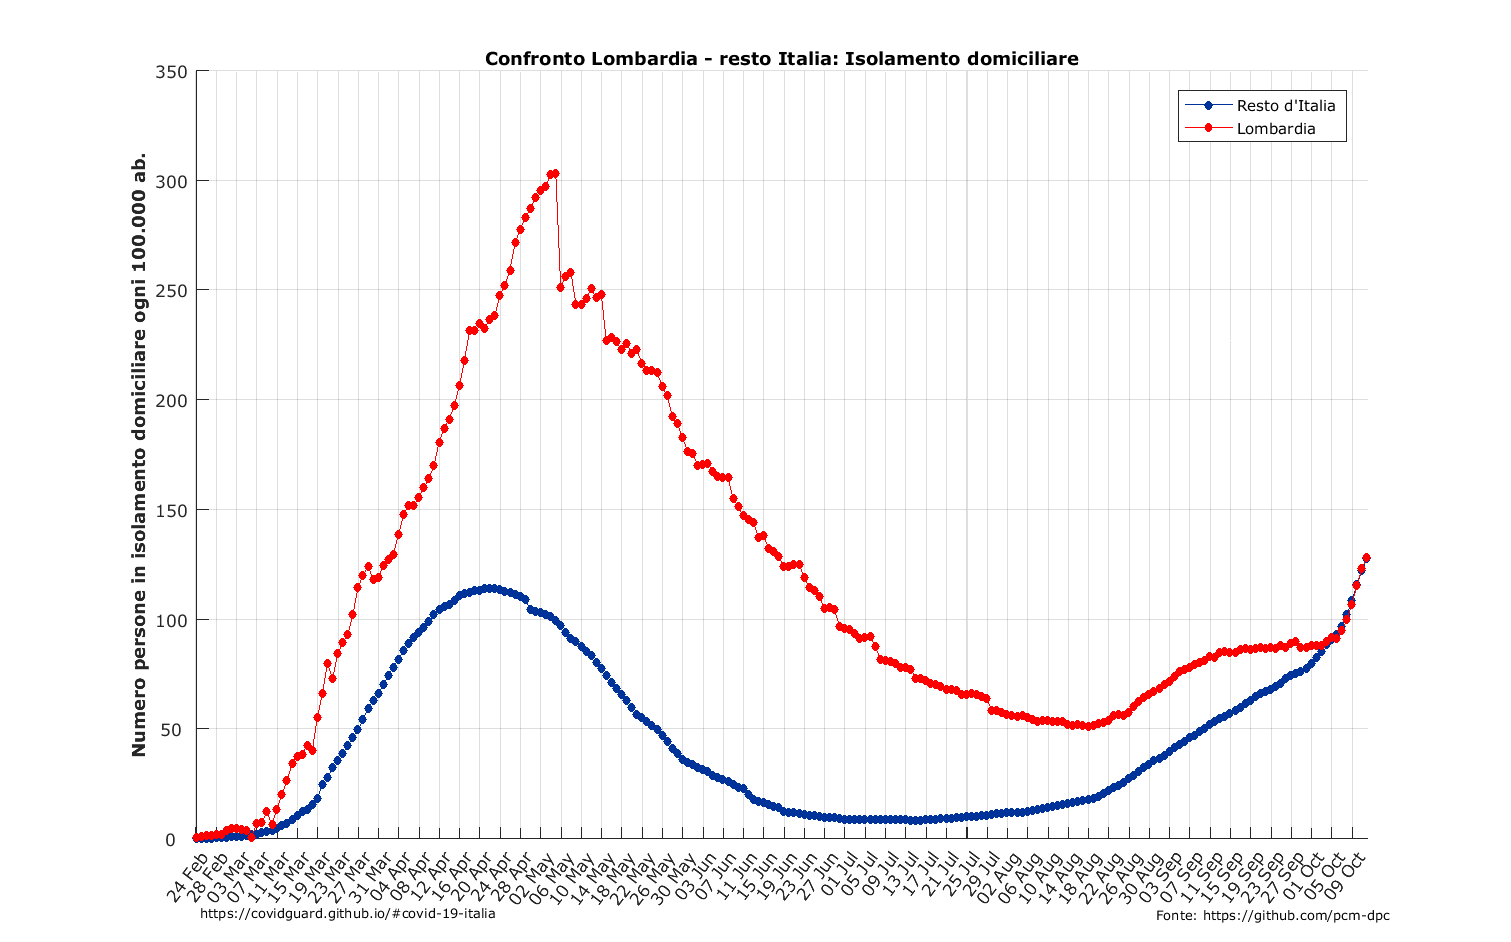 Confronto Lombardia - resto Italia: Isolamento domiciliare
Numero persone in isolamento domiciliare ogni 100.000 ab.
350
300
250
200
150
100
50
0
Resto d'Italia
Lombardia
24 Feb
28 Feb
03 Mar
07 Mar
11 Mar
15 Mar
19 Mar
23 Mar
27 Mar
31 Mar
04 Apr
08 Apr
12 Apr
16 Apr
20 Apr
24 Apr
28 Apr
02 May
06 May
10 May
14 May
18 May
22 May
26 May
30 May
03 Jun
07 Jun
11 Jun
15 Jun
19 Jun
23 Jun
27 Jun
01 Jul
05 Jul
09 Jul
13 Jul
17 Jul
21 Jul
25 Jul
29 Jul
02 Aug
06 Aug
10 Aug
14 Aug
18 Aug
22 Aug
26 Aug
30 Aug
03 Sep
07 Sep
11 Sep
15 Sep
19 Sep
23 Sep
27 Sep
01 Oct
05 Oct
09 Oct
https://covidguard.github.io/#covid-19-italia
Fonte: https://github.com/pcm-dpc